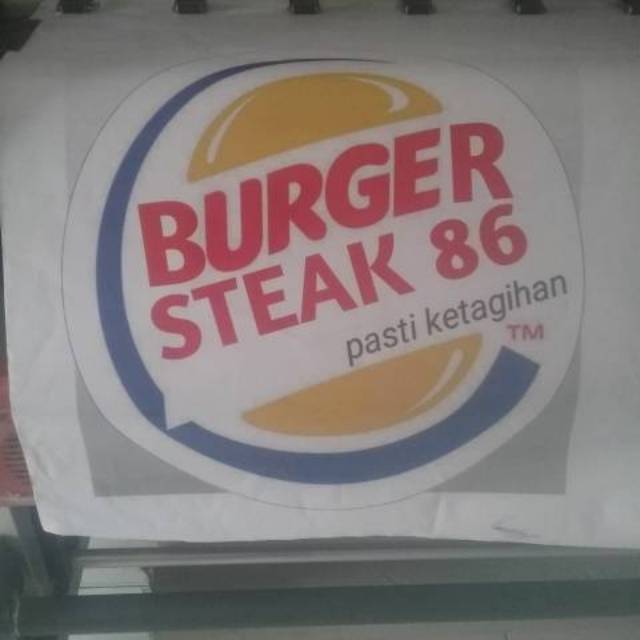 BURGER
STEAK 86
pasti ketagihan
TM